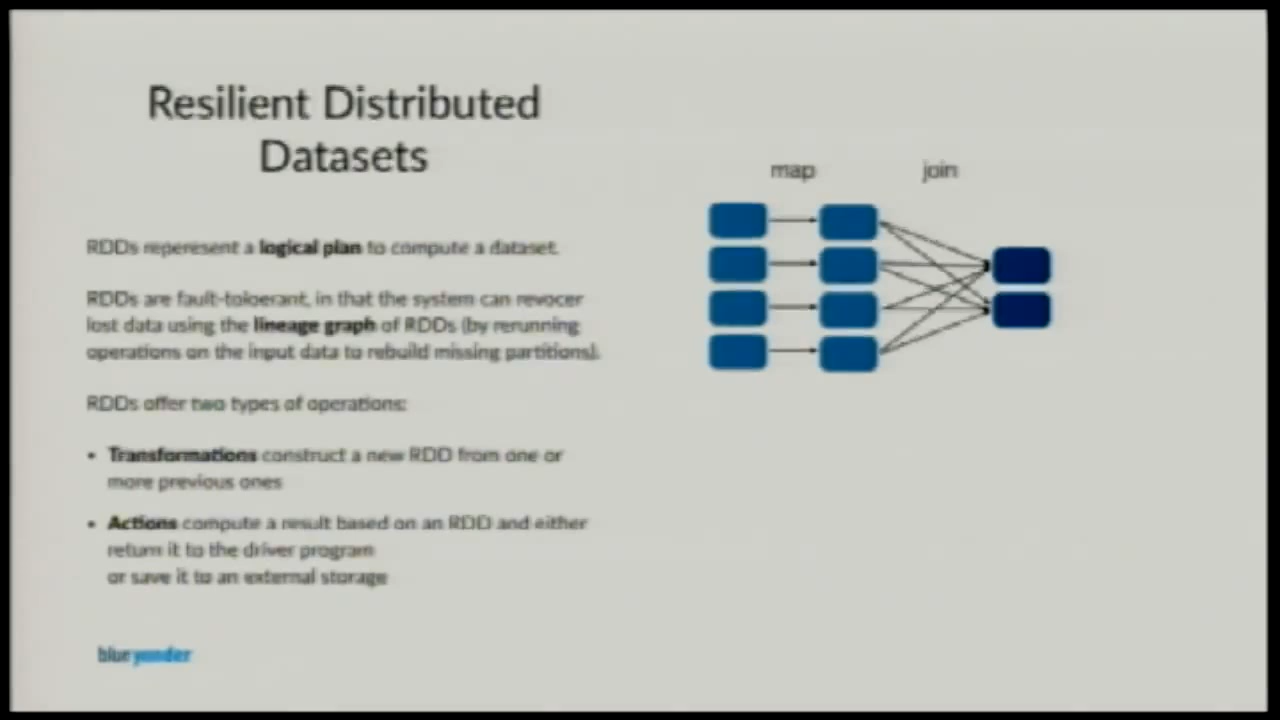 Resilient Distributed
Datasets
map
join
RDDs reperesent a logical plan to compute a dataset.
RDDs are fault-toloerant, in that the system can revocer
lost data using the lineage graph of RDDs (by rerunning
operations on the input data to rebuild missing partitions).
RDDs offer two types of operations:
• Transformations construct a new RDD from one or
more previous ones
• Actions compute a result based on an RDD and either
return it to the driver program
or save it to an external storage
blueyonder